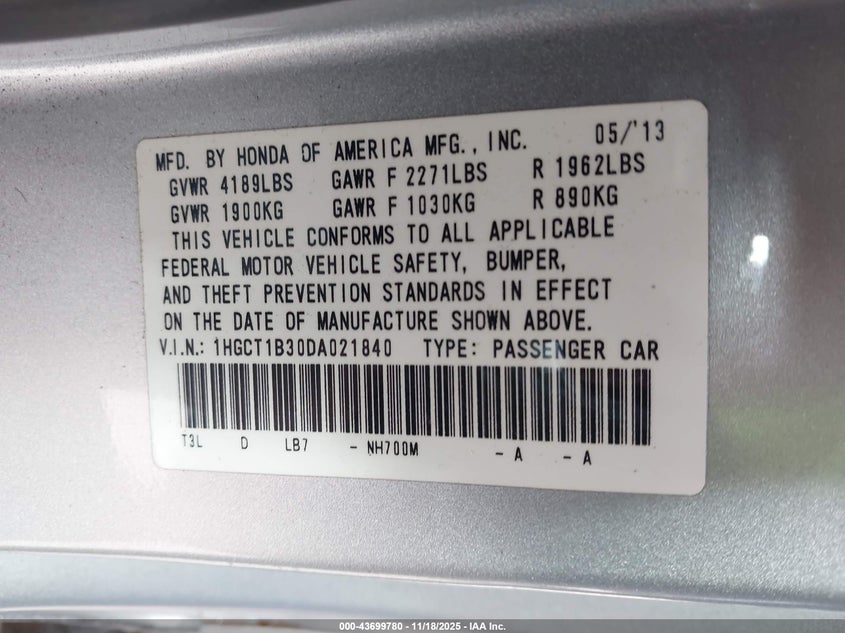 MFD. BY HONDA OF AMERICA MFG., INC. 05/'13
GVWR 4189LBS GAWR F 2271LBS R 1962LBS
GVWR 1900KG GAWR F 1030KG R 890KG
THIS VEHICLE CONFORMS TO ALL APPLICABLE
FEDERAL MOTOR VEHICLE SAFETY, BUMPER,
AND THEFT PREVENTION STANDARDS IN EFFECT
ON THE DATE OF MANUFACTURE SHOWN ABOVE.
V.I.N.: 1HGCT1B30DA021840 TYPE: PASSENGER CAR
T3L D LB7 - NH700M - A - A
000-43699780 | 11/18/2025 - IAA Inc.